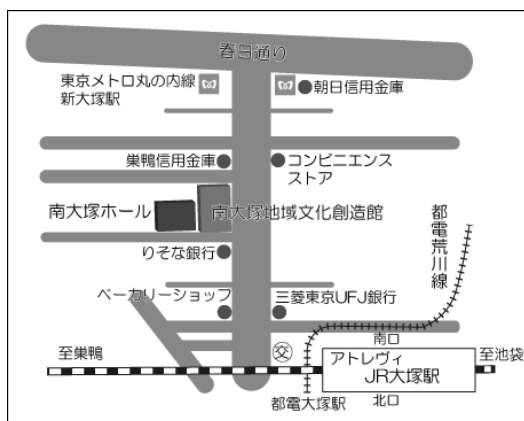 春日通り
東京メトロ丸の内線
新大塚駅
朝日信用金庫
巣鴨信用金庫
コンビニエンス
ストア
南大塚ホール
南大塚地域文化創造館
都電荒川線
りそな銀行
ベーカリーショップ
三菱東京UFJ銀行
南口
交
至巣鴨
アトレヴィ
JR大塚駅
至池袋
都電大塚駅
北口